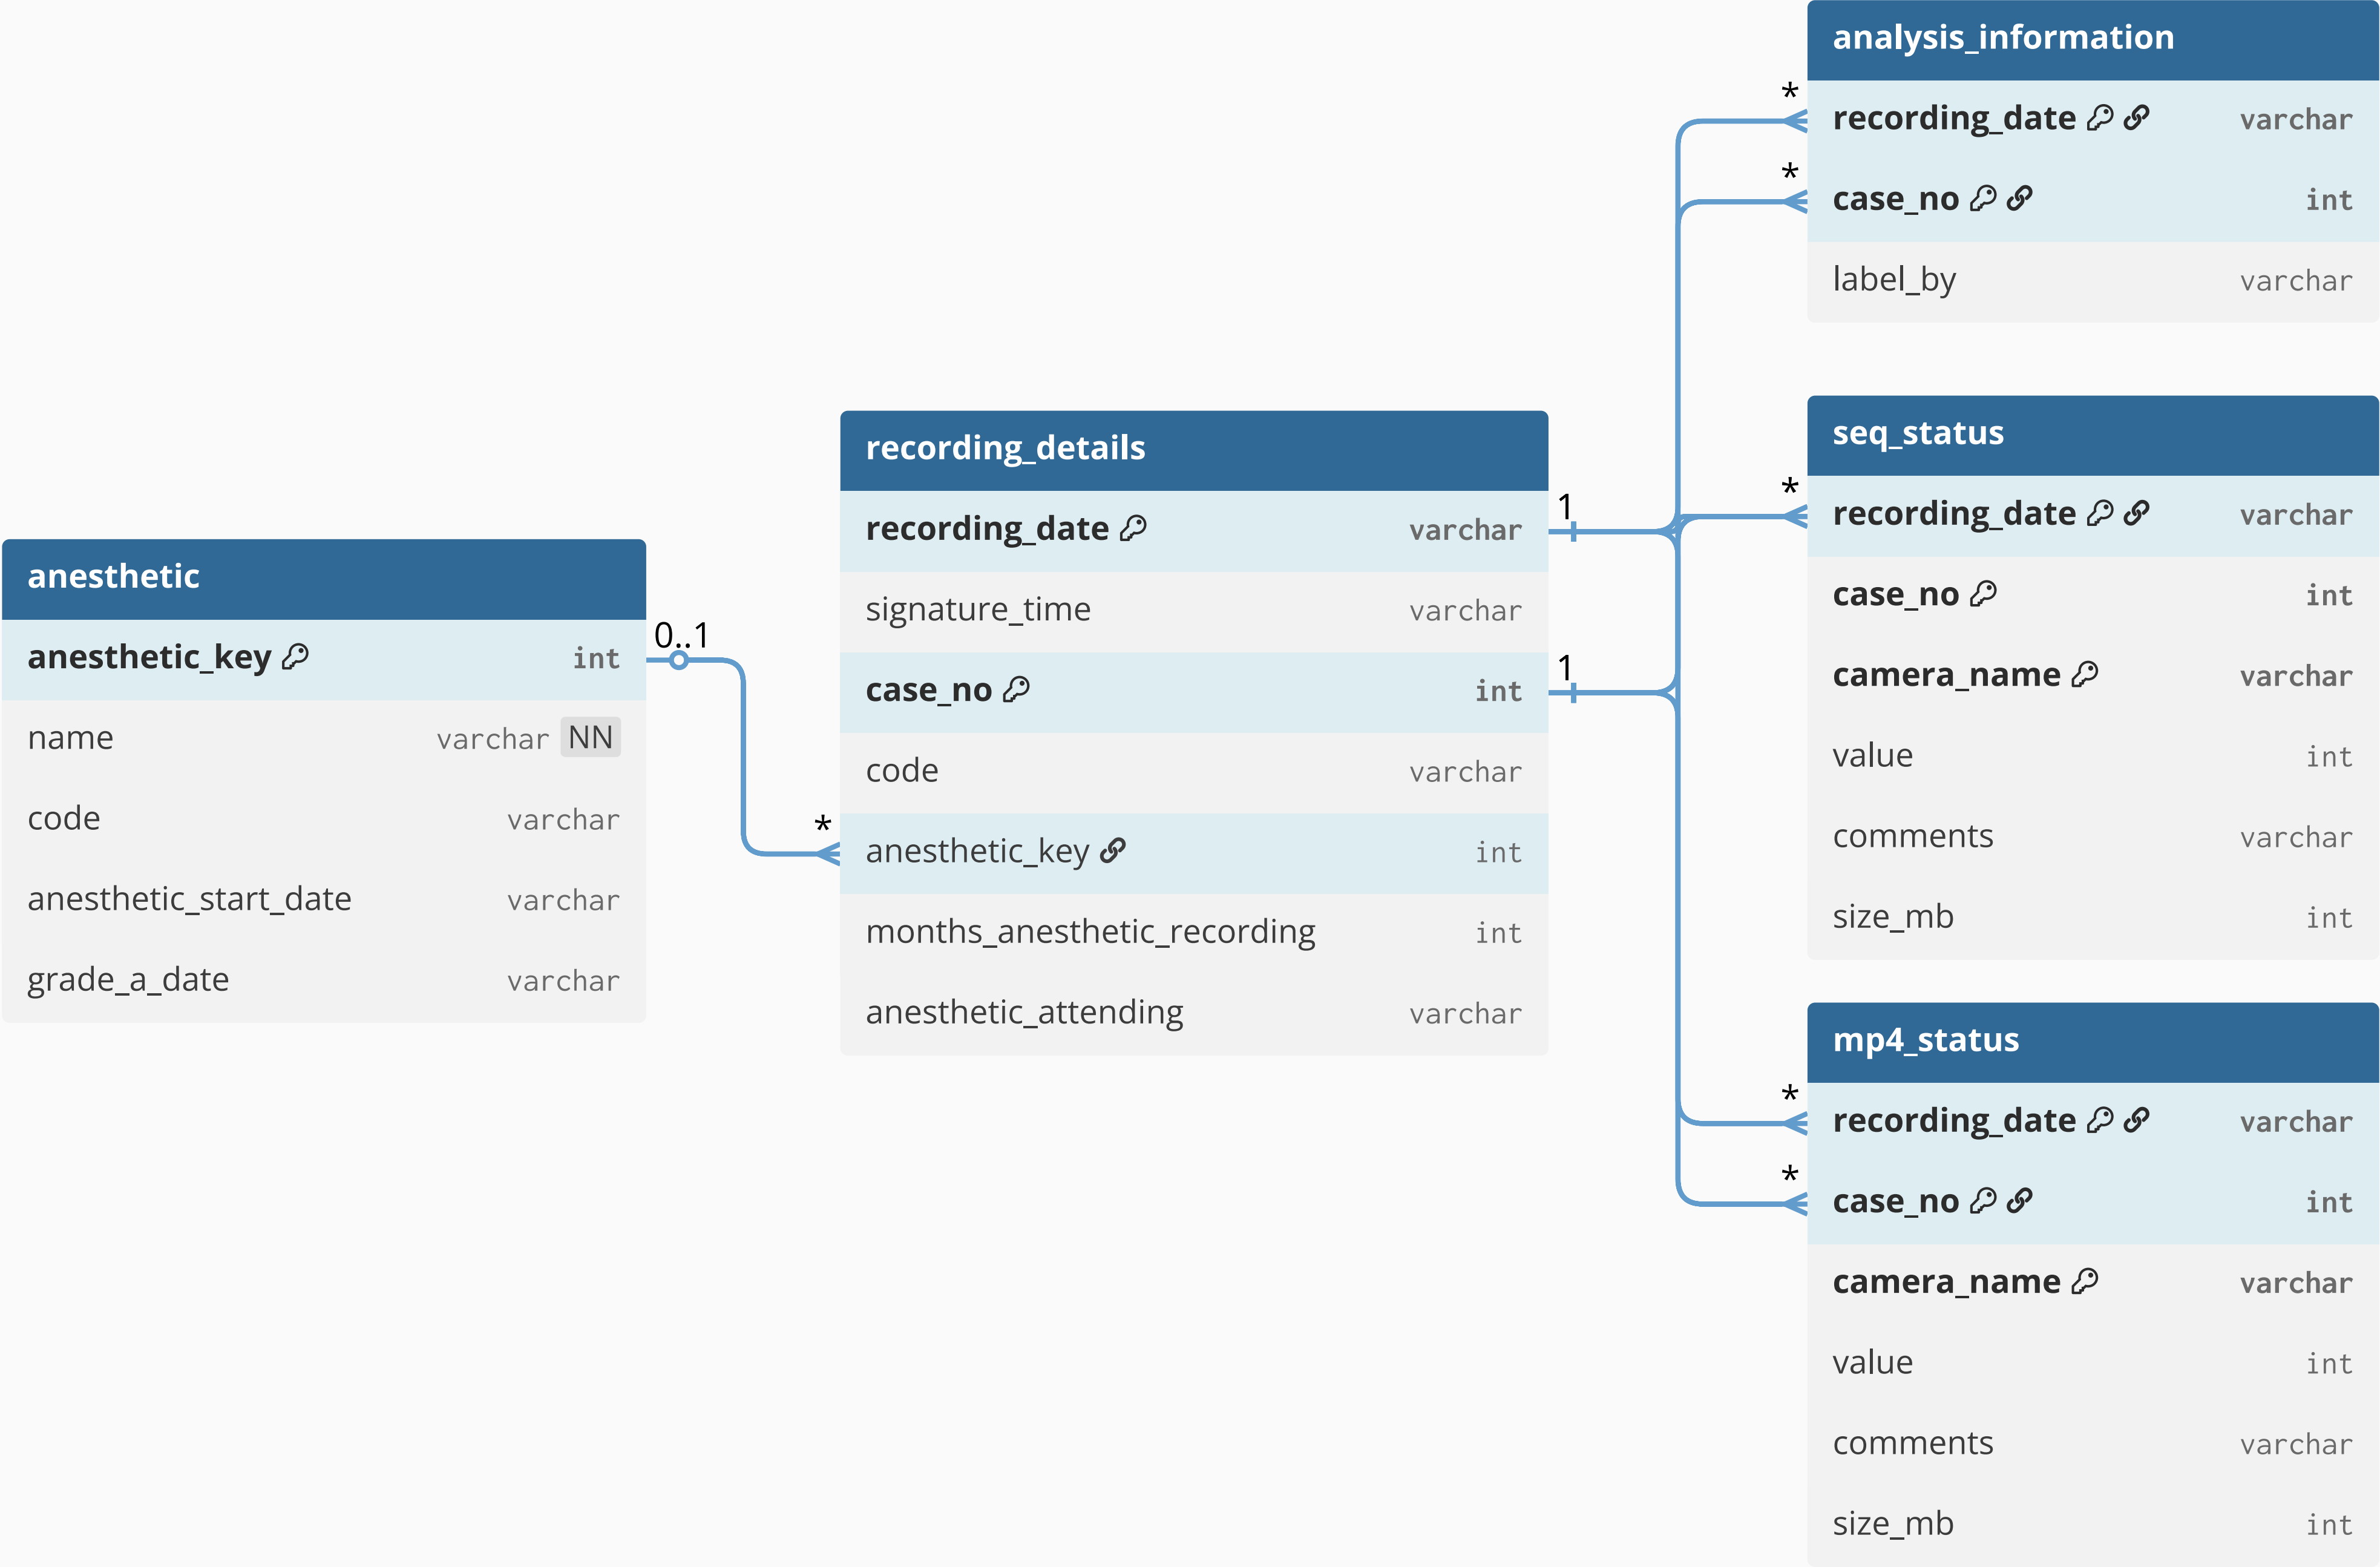 anesthetic
anesthetic_key int
name varchar NN
code varchar
anesthetic_start_date varchar
grade_a_date varchar
0..1
*
recording_details
recording_date varchar
signature_time varchar
case_no int
code varchar
anesthetic_key int
months_anesthetic_recording int
anesthetic_attending varchar
1
1
analysis_information
* recording_date varchar
* case_no int
label_by varchar
seq_status
* recording_date varchar
case_no int
camera_name varchar
value int
comments varchar
size_mb int
mp4_status
* recording_date varchar
* case_no int
camera_name varchar
value int
comments varchar
size_mb int